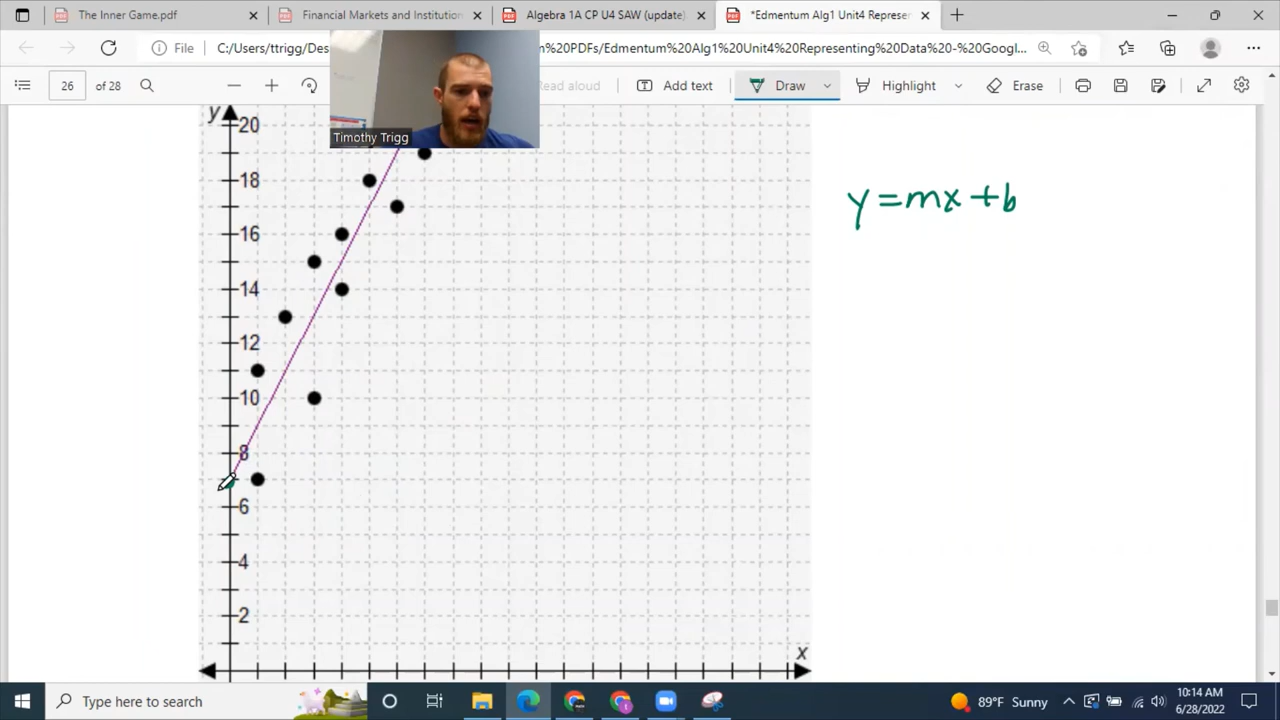 The Inner Game.pdf
Financial Markets and Institution
Algebra 1A CP U4 SAW (update)
*Edmentum Alg1 Unit4 Represer
File
C:/Users/ttrigg/Des
m%20PDFs/Edmentum%20Alg1%20Unit4%20Representing%20Data%20-%20Googl...
26
of 28
ead aloud
Add text
Draw
Highlight
Erase
Timothy Trigg
y
20
18
16
14
12
10
8
6
4
2
x
y = mx + b
Type here to search
89°F Sunny
10:14 AM
6/28/2022